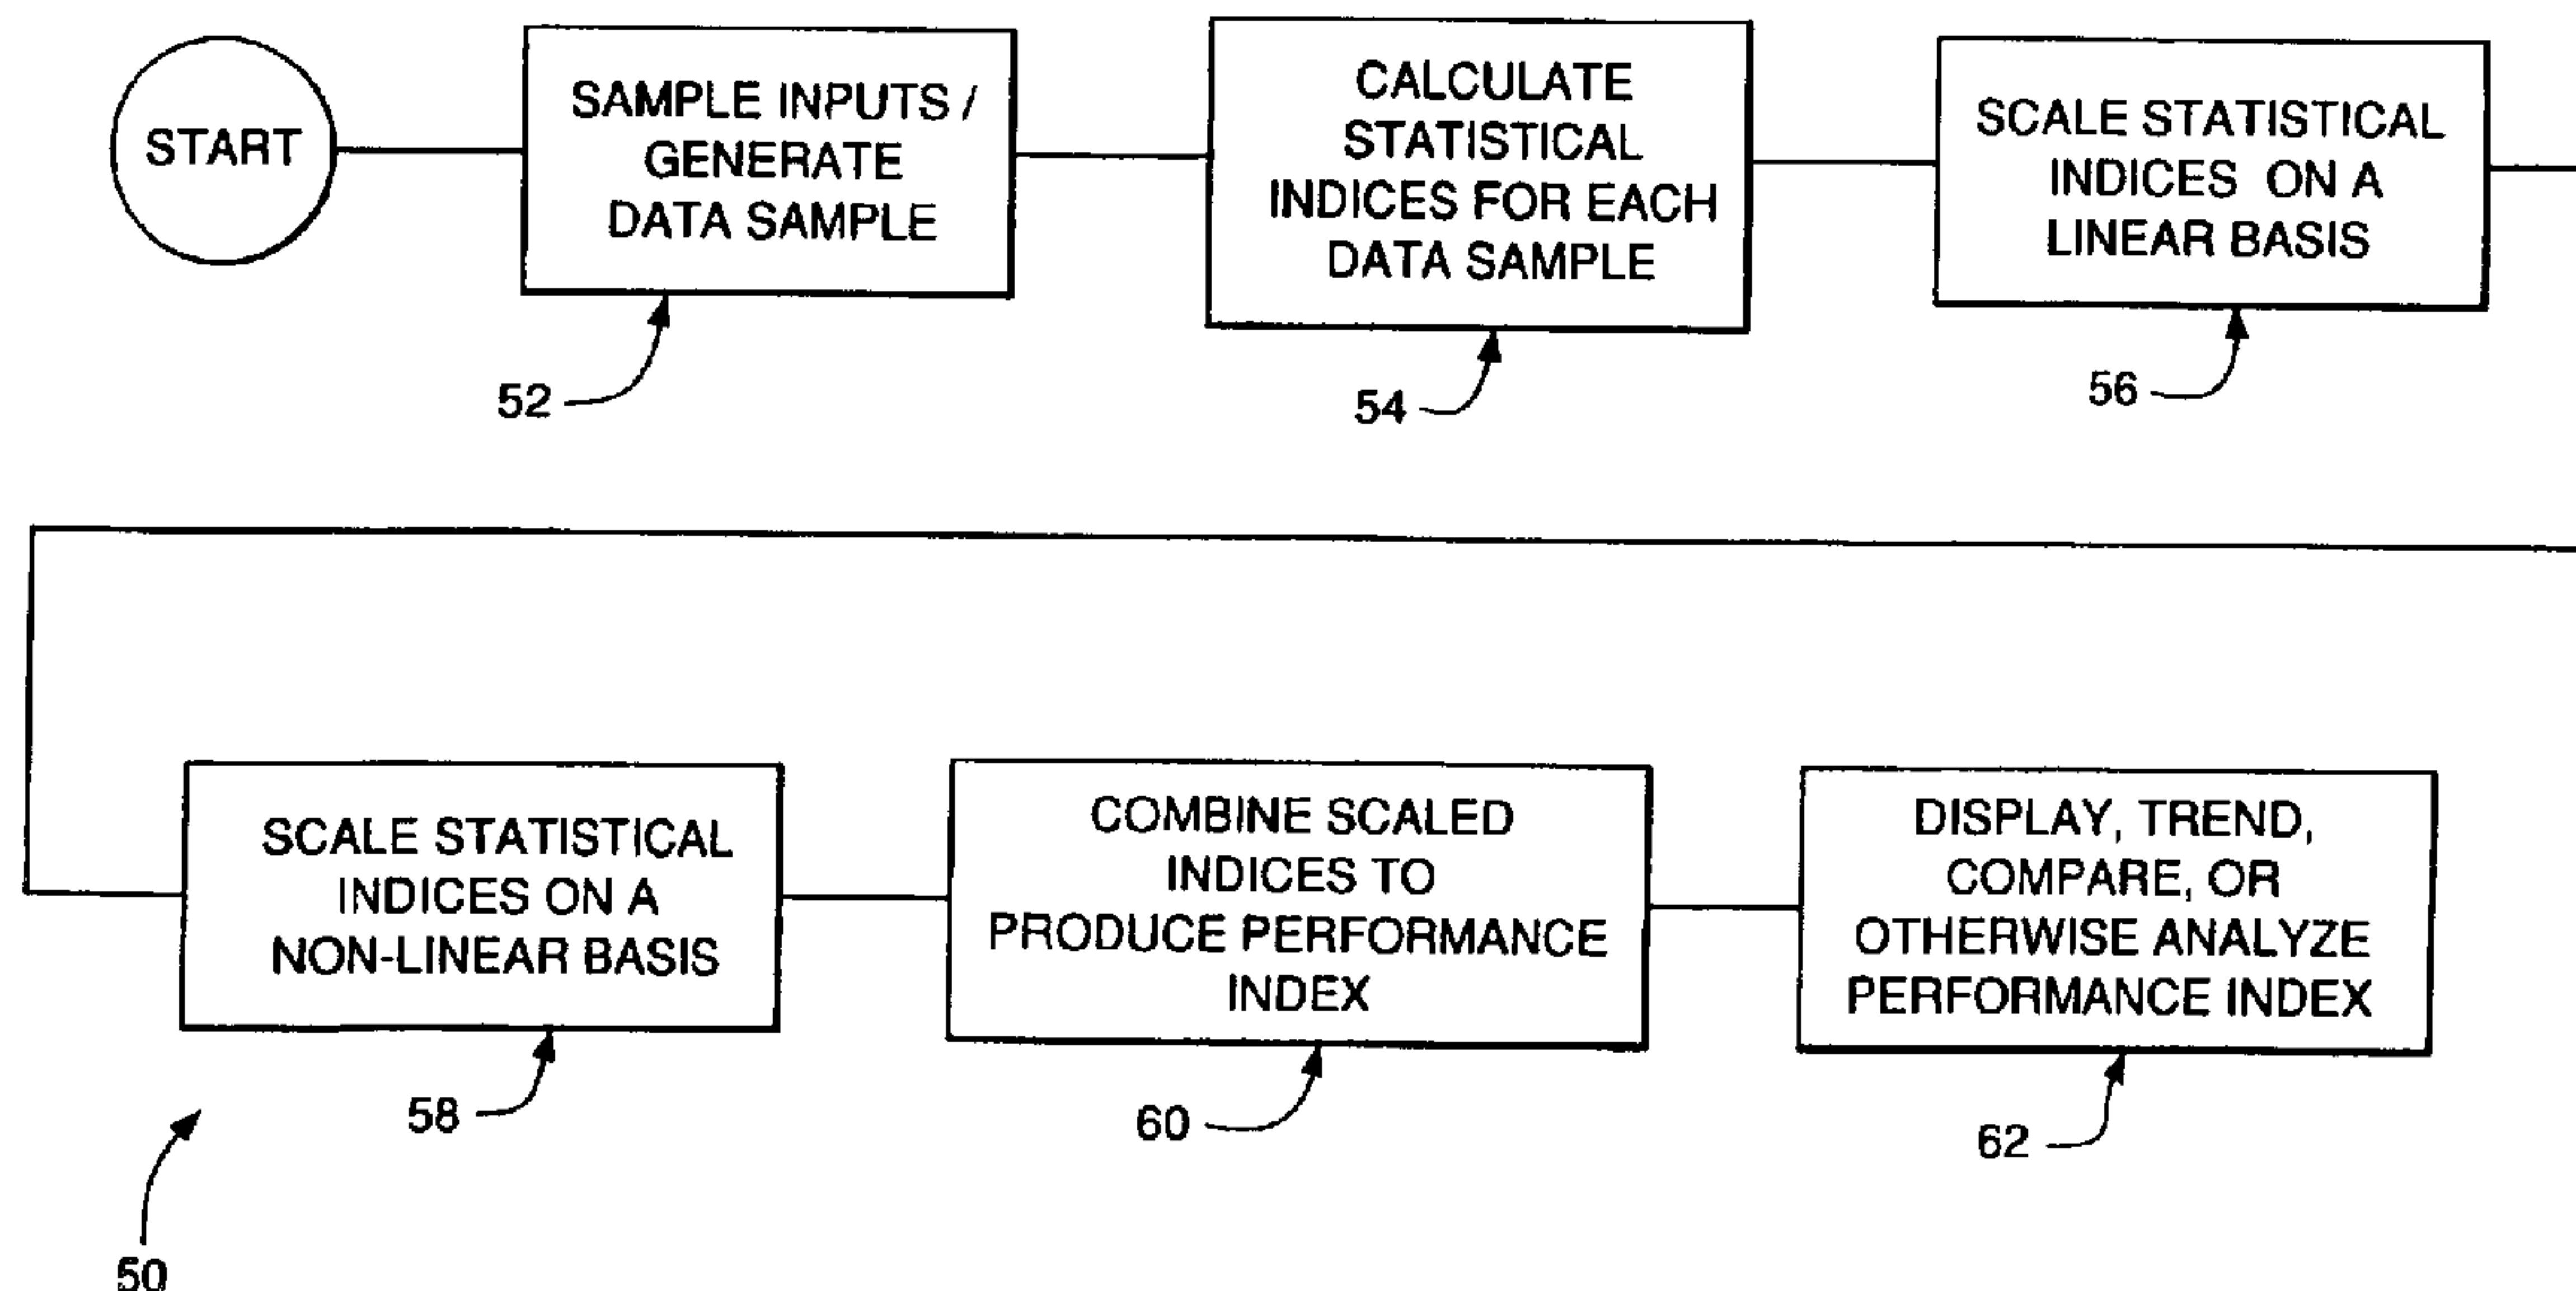 START
SAMPLE INPUTS /
GENERATE
DATA SAMPLE
52
CALCULATE
STATISTICAL
INDICES FOR EACH
DATA SAMPLE
54
SCALE STATISTICAL
INDICES ON A
LINEAR BASIS
56
SCALE STATISTICAL
INDICES ON A
NON-LINEAR BASIS
58
COMBINE SCALED
INDICES TO
PRODUCE PERFORMANCE
INDEX
60
DISPLAY, TREND,
COMPARE, OR
OTHERWISE ANALYZE
PERFORMANCE INDEX
62
50